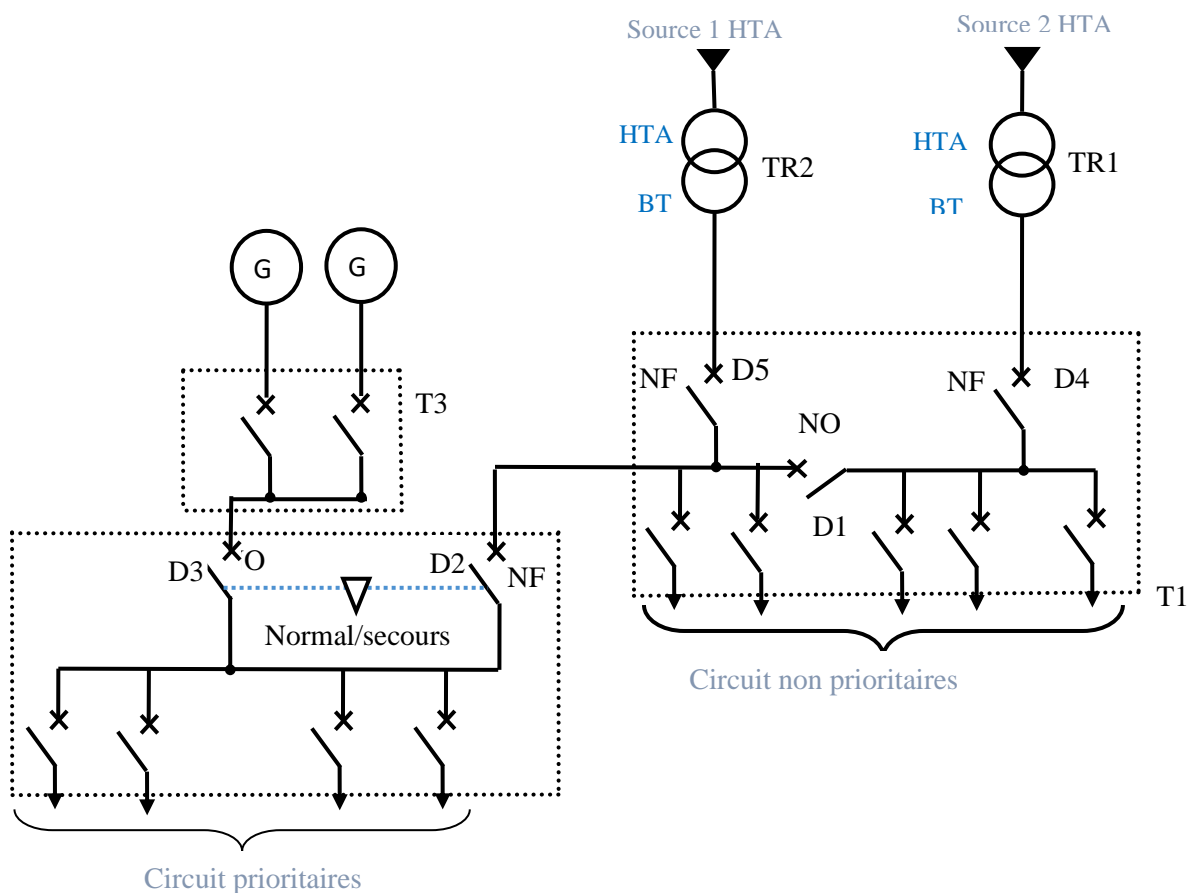 Source 1 HTA
Source 2 HTA
HTA
TR2
BT
HTA
TR1
BT
G
G
T3
NF
D5
NF
D4
NO
D1
T1
D3
O
D2
NF
Normal/secours
Circuit non prioritaires
Circuit prioritaires